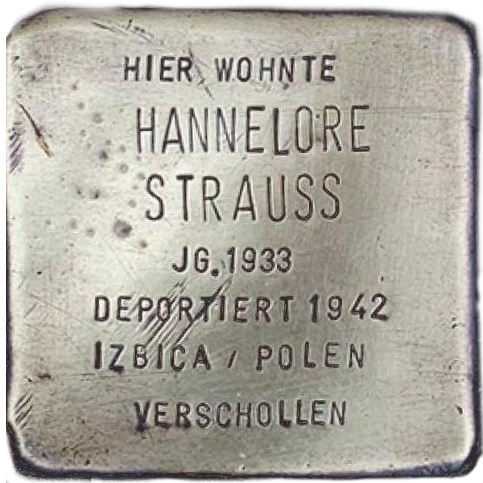 HIER WOHNTE
HANNELORE
STRAUSS
JG. 1933
DEPORTIERT 1942
IZBICA / POLEN
VERSCHOLLEN